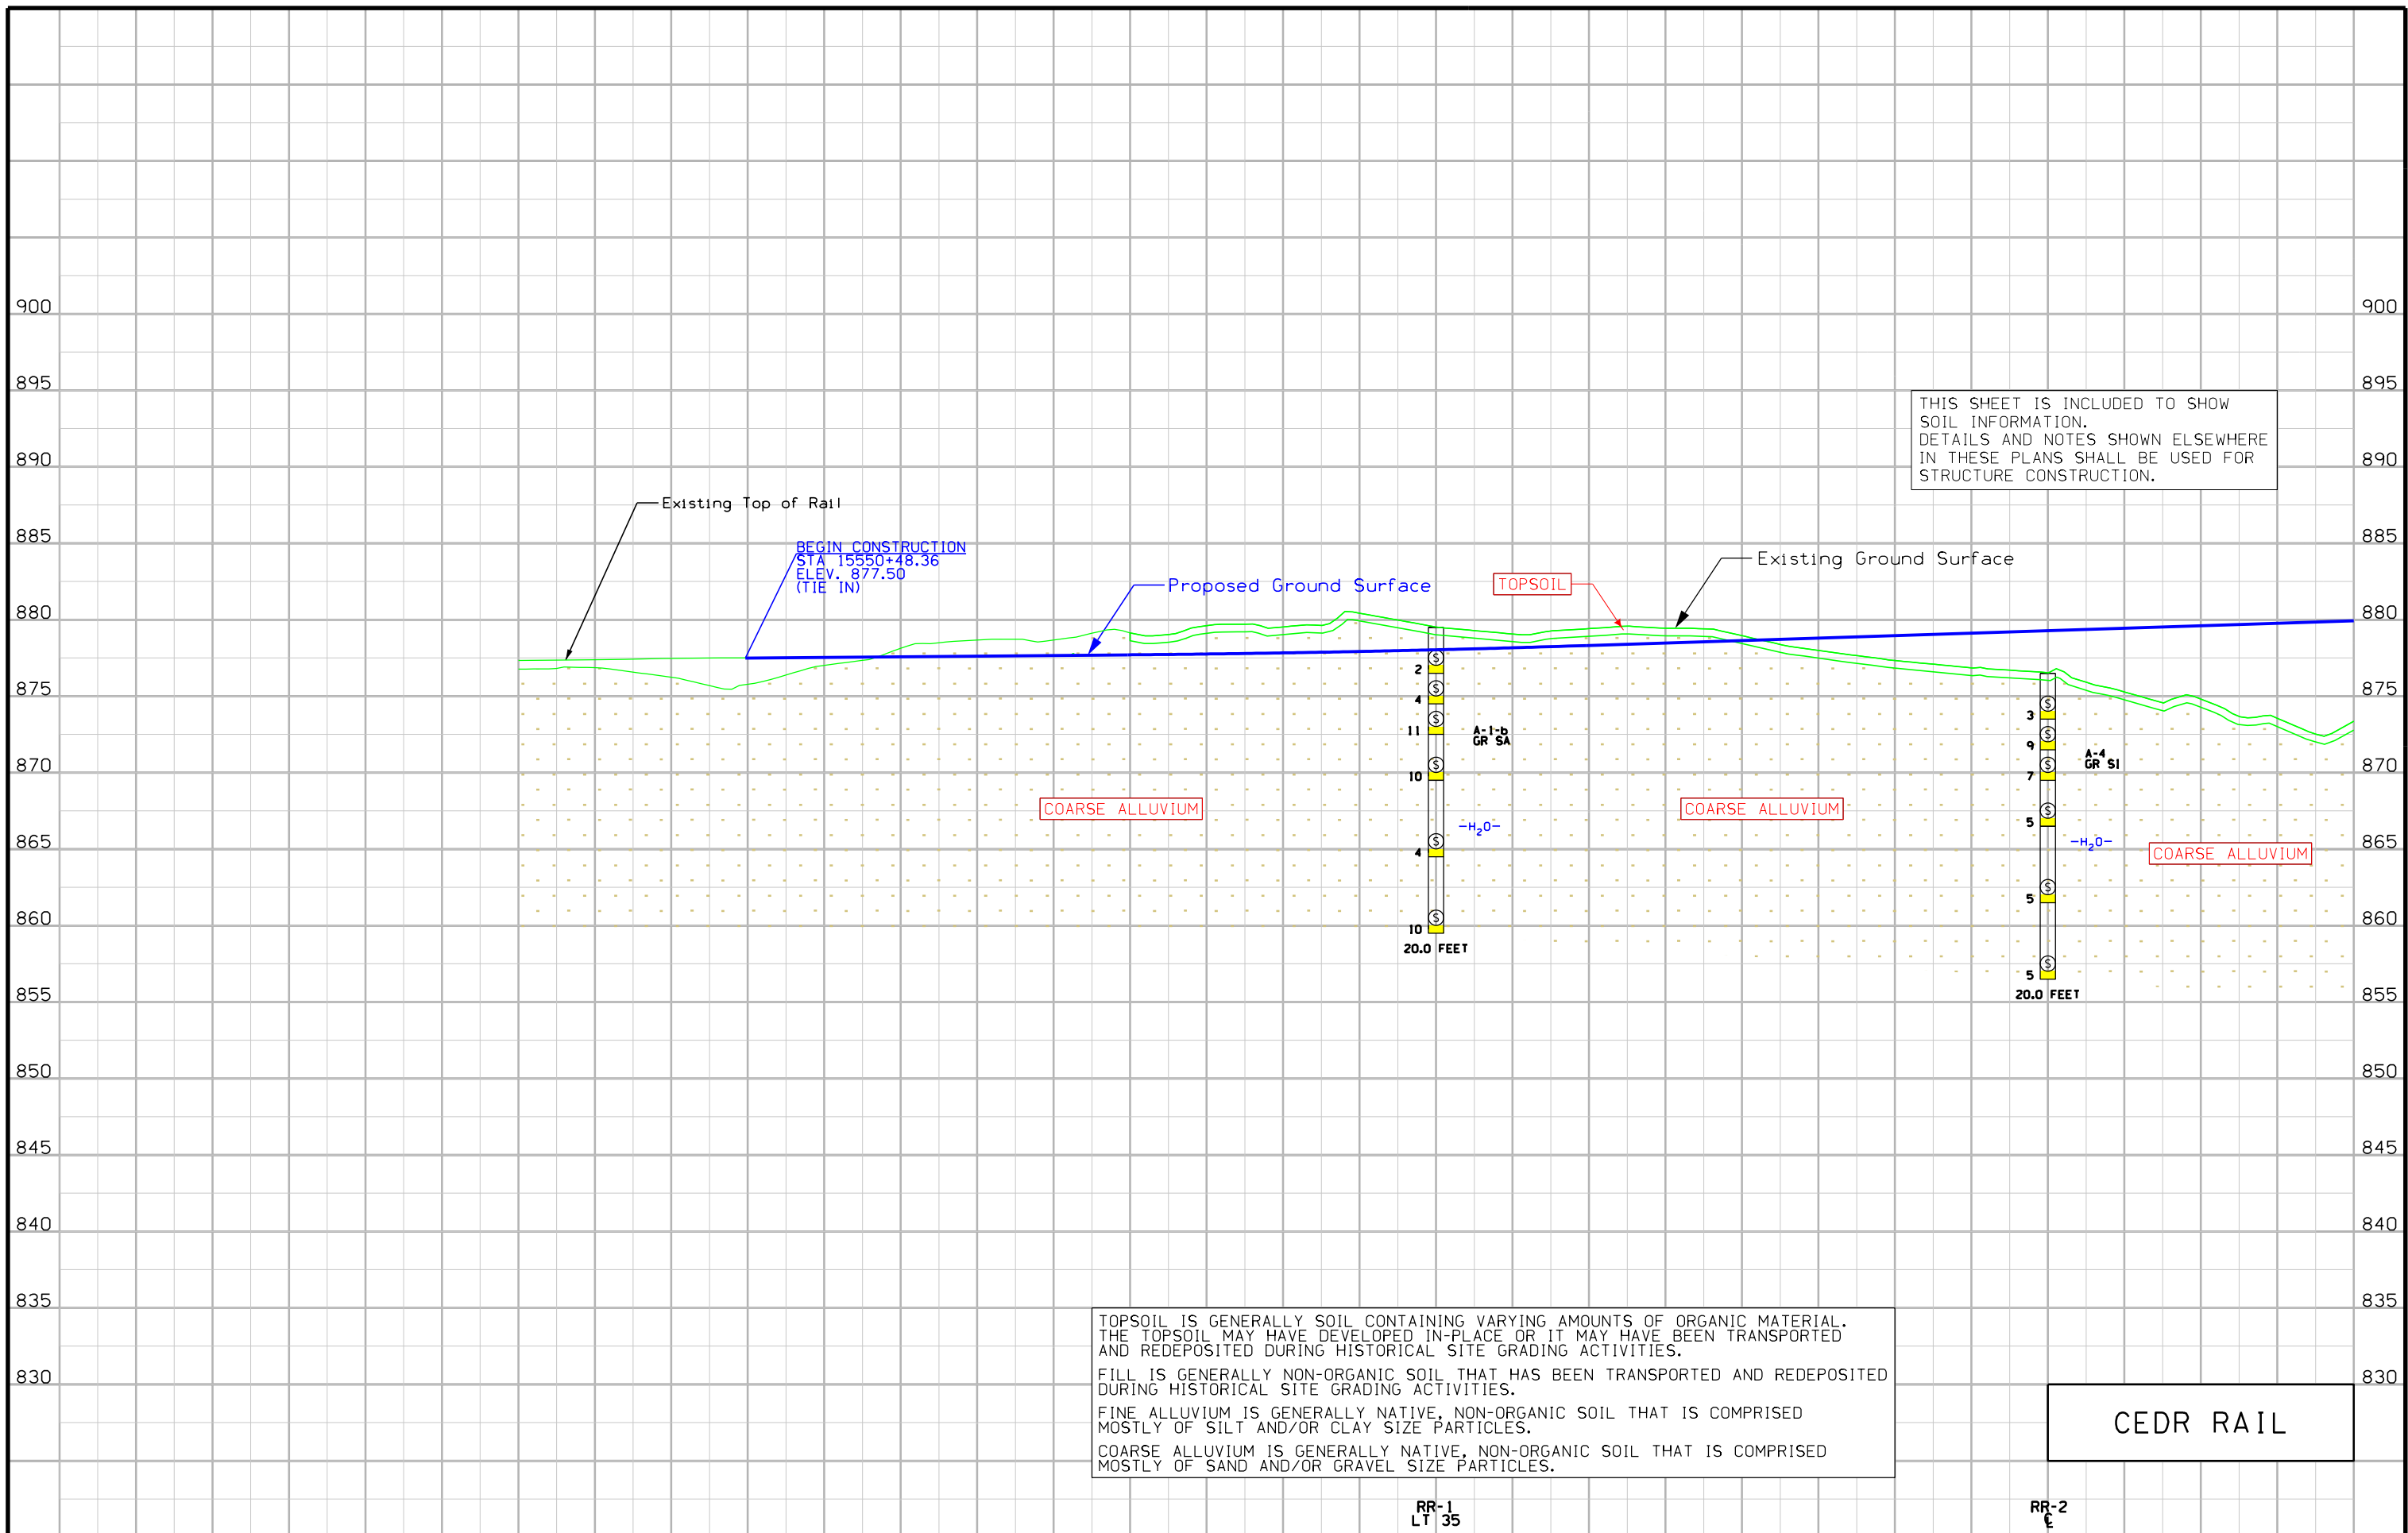 900 900
895 895
THIS SHEET IS INCLUDED TO SHOW
SOIL INFORMATION.
DETAILS AND NOTES SHOWN ELSEWHERE
IN THESE PLANS SHALL BE USED FOR
STRUCTURE CONSTRUCTION.
890 890
Existing Top of Rail
885 885
BEGIN CONSTRUCTION
STA 15550+48.36
ELEV. 877.50
(TIE IN)
Proposed Ground Surface
TOPSOIL
Existing Ground Surface
880 880
875 875
870 870
865 865
860 860
855 855
850 850
845 845
840 840
835 835
830 830
S
2
S
4
S
11
S
10
S
4
S
10
A-1-b
GR SA
-H₂O-
20.0 FEET
COARSE ALLUVIUM
COARSE ALLUVIUM
S
3
S
9
S
7
S
5
S
5
S
5
A-4
GR SI
-H₂O-
20.0 FEET
COARSE ALLUVIUM
TOPSOIL IS GENERALLY SOIL CONTAINING VARYING AMOUNTS OF ORGANIC MATERIAL.
THE TOPSOIL MAY HAVE DEVELOPED IN-PLACE OR IT MAY HAVE BEEN TRANSPORTED
AND REDEPOSITED DURING HISTORICAL SITE GRADING ACTIVITIES.
FILL IS GENERALLY NON-ORGANIC SOIL THAT HAS BEEN TRANSPORTED AND REDEPOSITED
DURING HISTORICAL SITE GRADING ACTIVITIES.
FINE ALLUVIUM IS GENERALLY NATIVE, NON-ORGANIC SOIL THAT IS COMPRISED
MOSTLY OF SILT AND/OR CLAY SIZE PARTICLES.
COARSE ALLUVIUM IS GENERALLY NATIVE, NON-ORGANIC SOIL THAT IS COMPRISED
MOSTLY OF SAND AND/OR GRAVEL SIZE PARTICLES.
CEDR RAIL
RR-1
LT 35
RR-2
℄